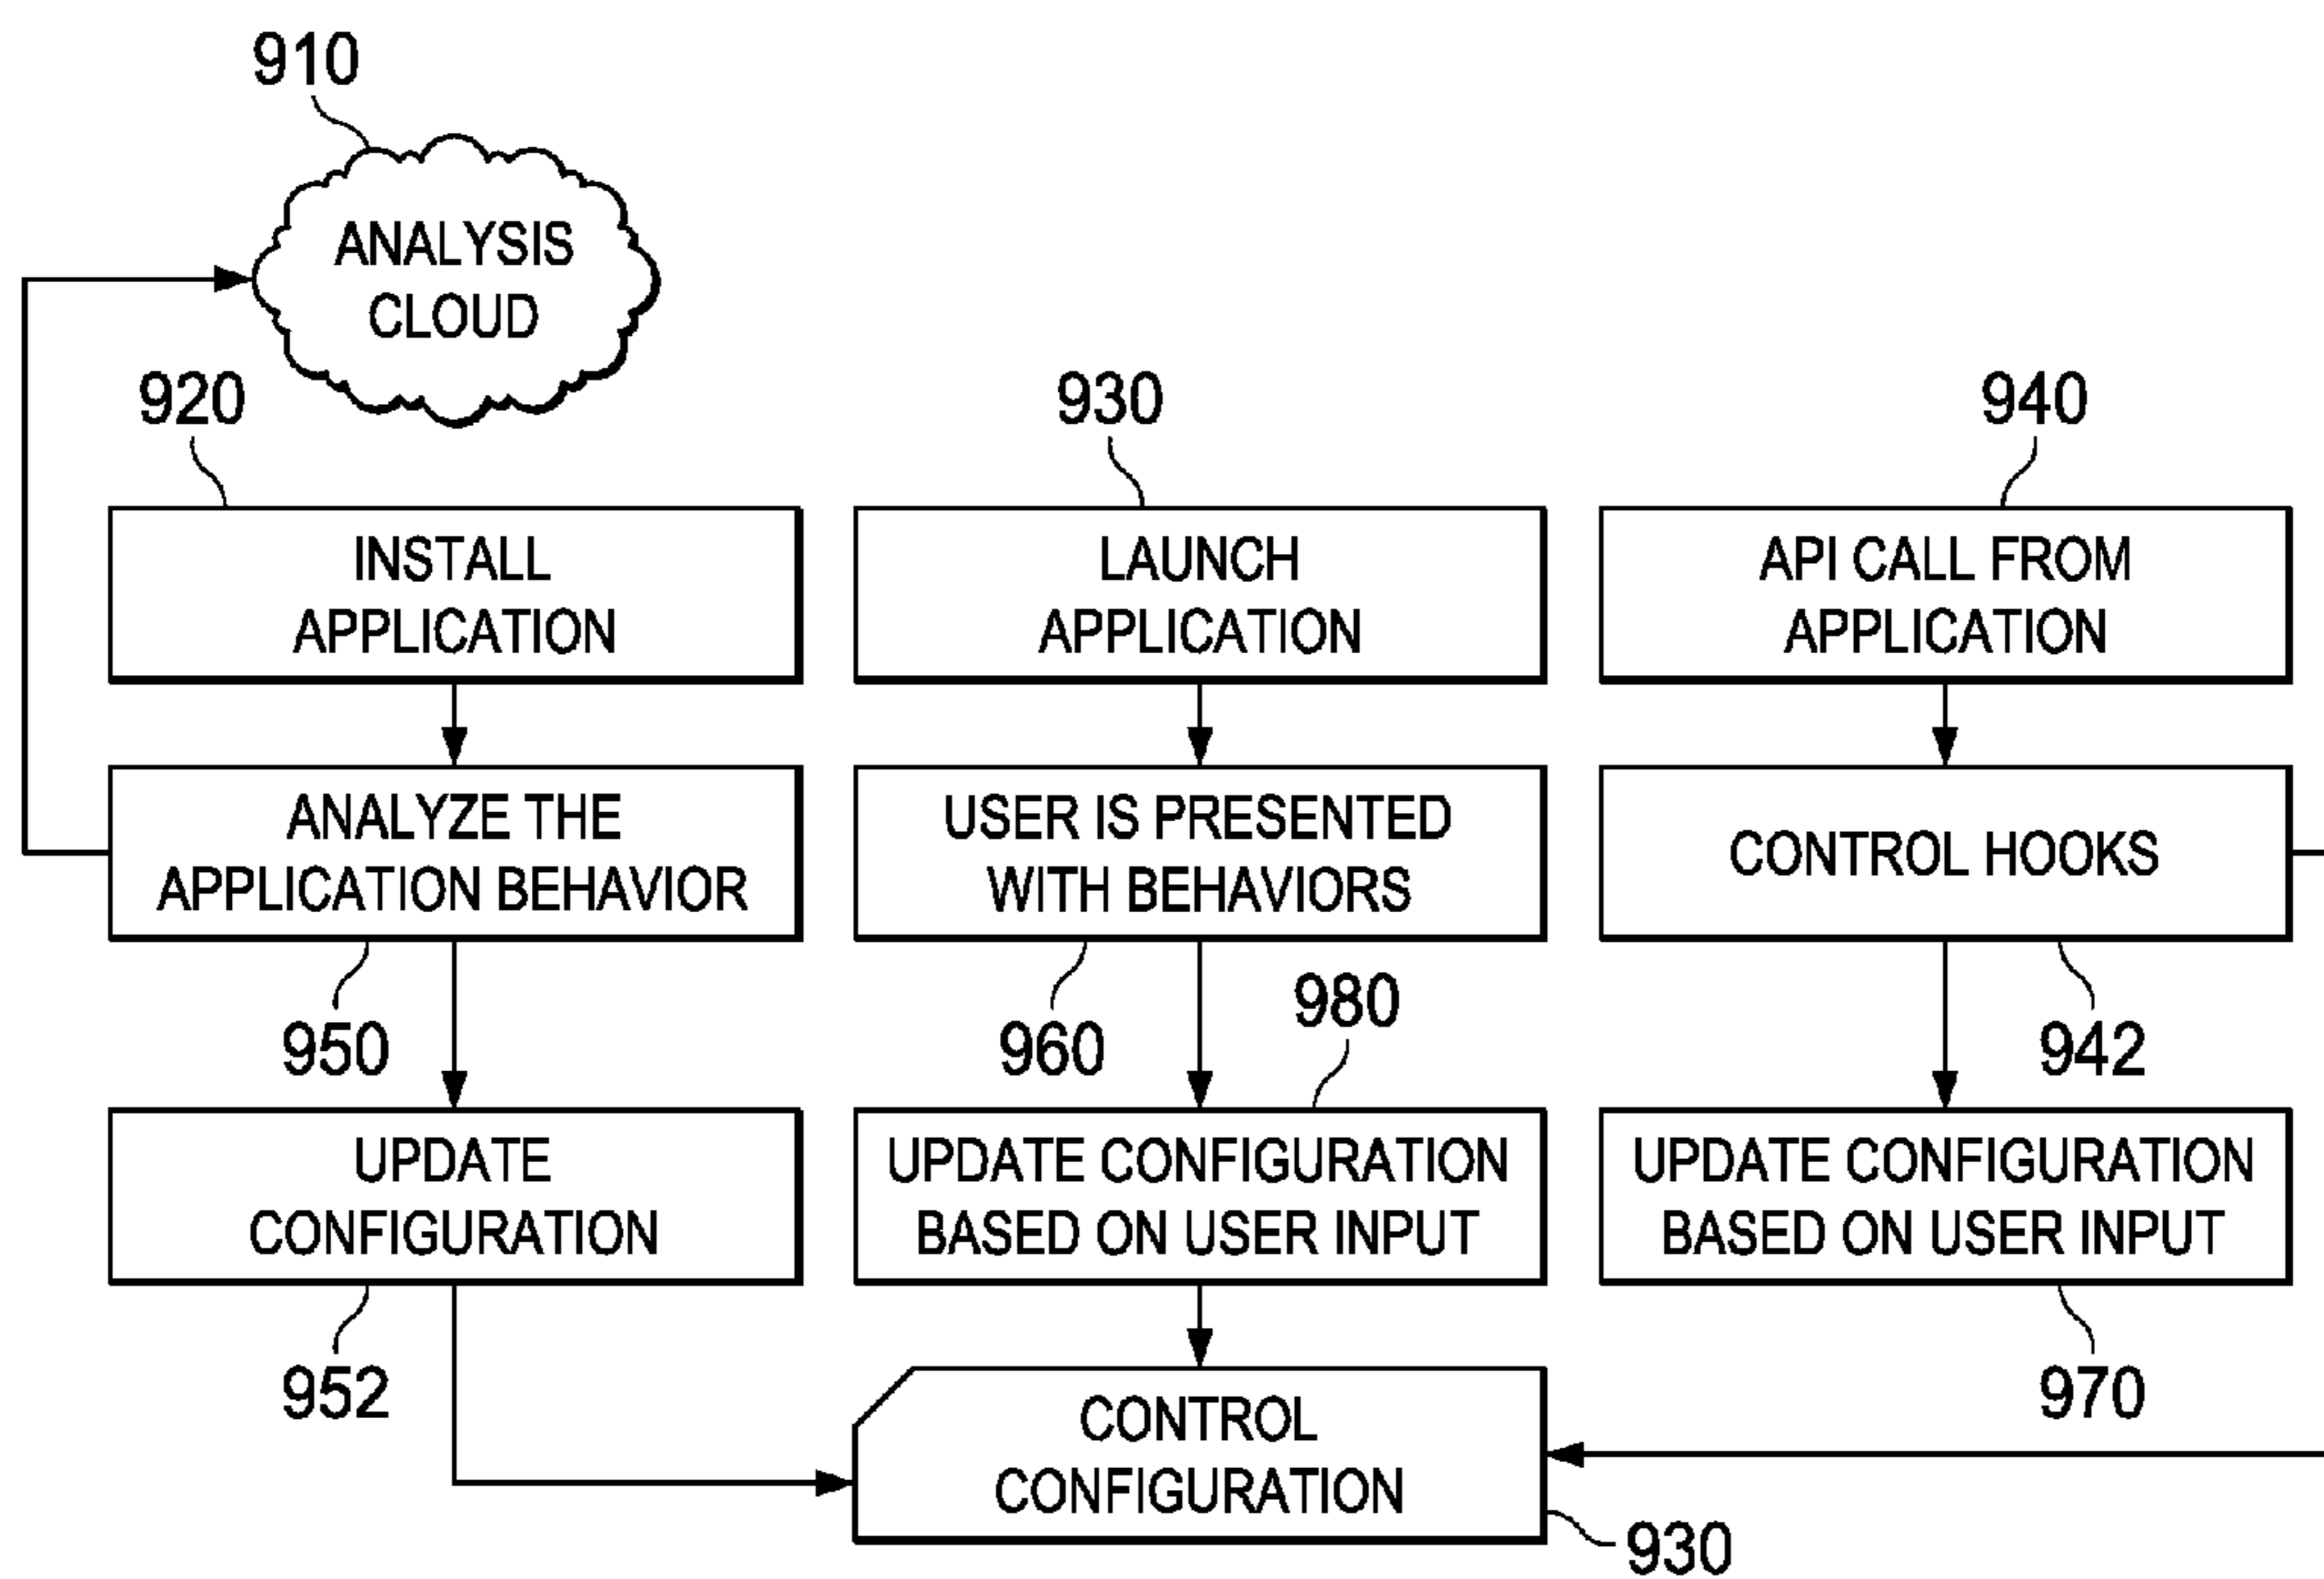 910
ANALYSIS
CLOUD
920
930
940
INSTALL
APPLICATION
LAUNCH
APPLICATION
API CALL FROM
APPLICATION
ANALYZE THE
APPLICATION BEHAVIOR
USER IS PRESENTED
WITH BEHAVIORS
CONTROL HOOKS
950
960
980
942
UPDATE
CONFIGURATION
UPDATE CONFIGURATION
BASED ON USER INPUT
UPDATE CONFIGURATION
BASED ON USER INPUT
952
970
CONTROL
CONFIGURATION
930